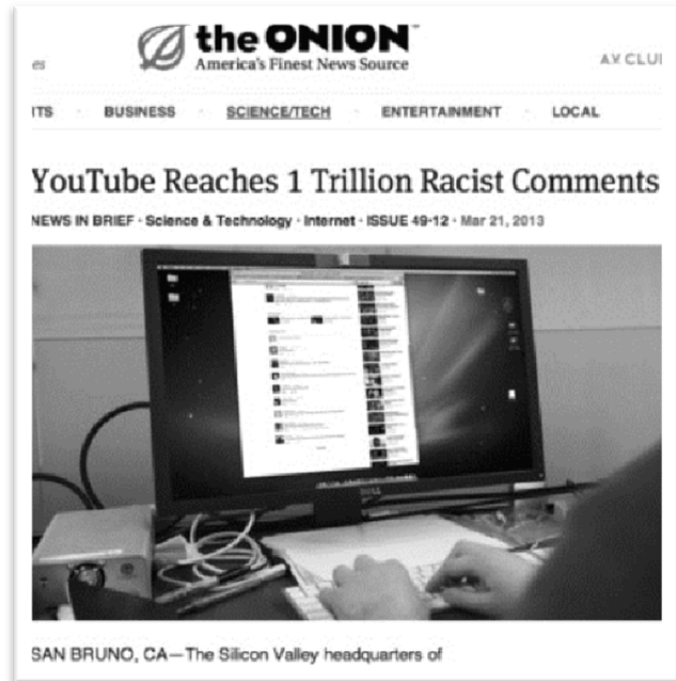 the ONION
America's Finest News Source
es
A.V. CLU
ITS · BUSINESS · SCIENCE/TECH · ENTERTAINMENT · LOCAL
YouTube Reaches 1 Trillion Racist Comments
NEWS IN BRIEF · Science & Technology · Internet · ISSUE 49·12 · Mar 21, 2013
DELL
SAN BRUNO, CA—The Silicon Valley headquarters of